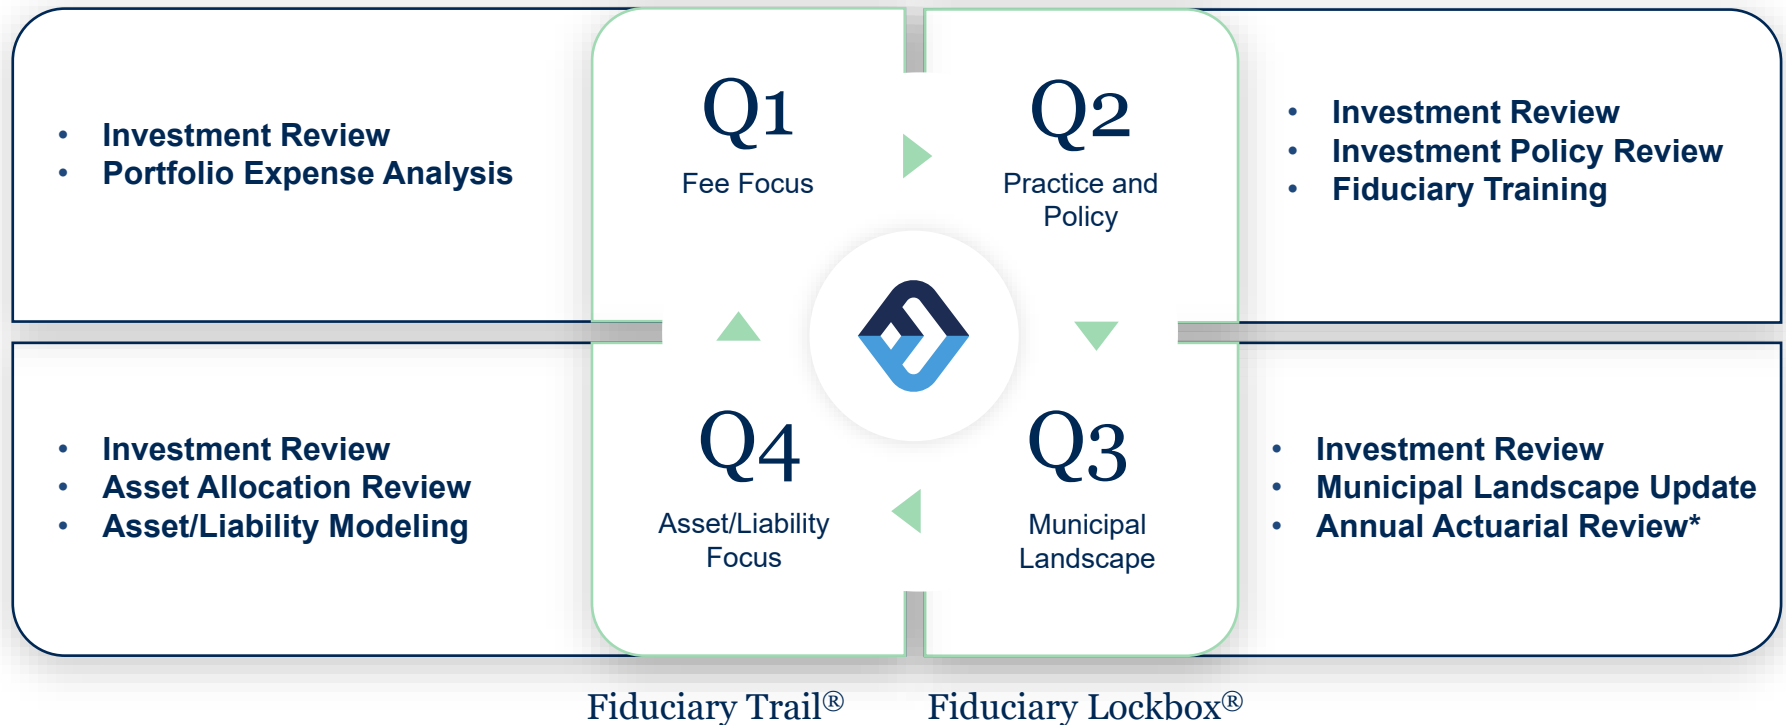 Q1
Fee Focus
• Investment Review
• Portfolio Expense Analysis
Q2
Practice and
Policy
• Investment Review
• Investment Policy Review
• Fiduciary Training
Q3
Municipal
Landscape
• Investment Review
• Municipal Landscape Update
• Annual Actuarial Review*
Q4
Asset/Liability
Focus
• Investment Review
• Asset Allocation Review
• Asset/Liability Modeling
Fiduciary Trail®
Fiduciary Lockbox®